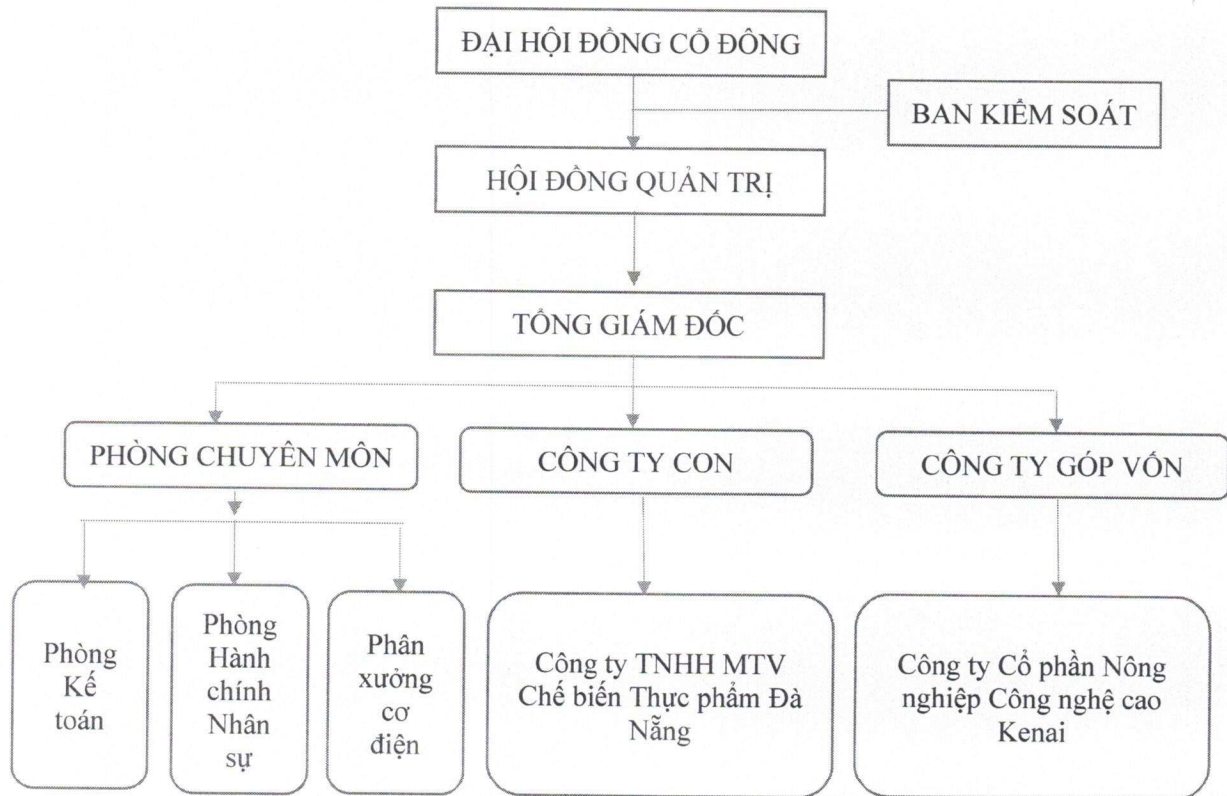 ĐẠI HỘI ĐỒNG CỔ ĐÔNG
BAN KIỂM SOÁT
HỘI ĐỒNG QUẢN TRỊ
TỔNG GIÁM ĐỐC
PHÒNG CHUYÊN MÔN
CÔNG TY CON
CÔNG TY GÓP VỐN
Phòng
Kế
toán
Phòng
Hành
chính
Nhân
sự
Phân
xưởng
cơ
điện
Công ty TNHH MTV
Chế biến Thực phẩm Đà
Nẵng
Công ty Cổ phần Nông
nghiệp Công nghệ cao
Kenai